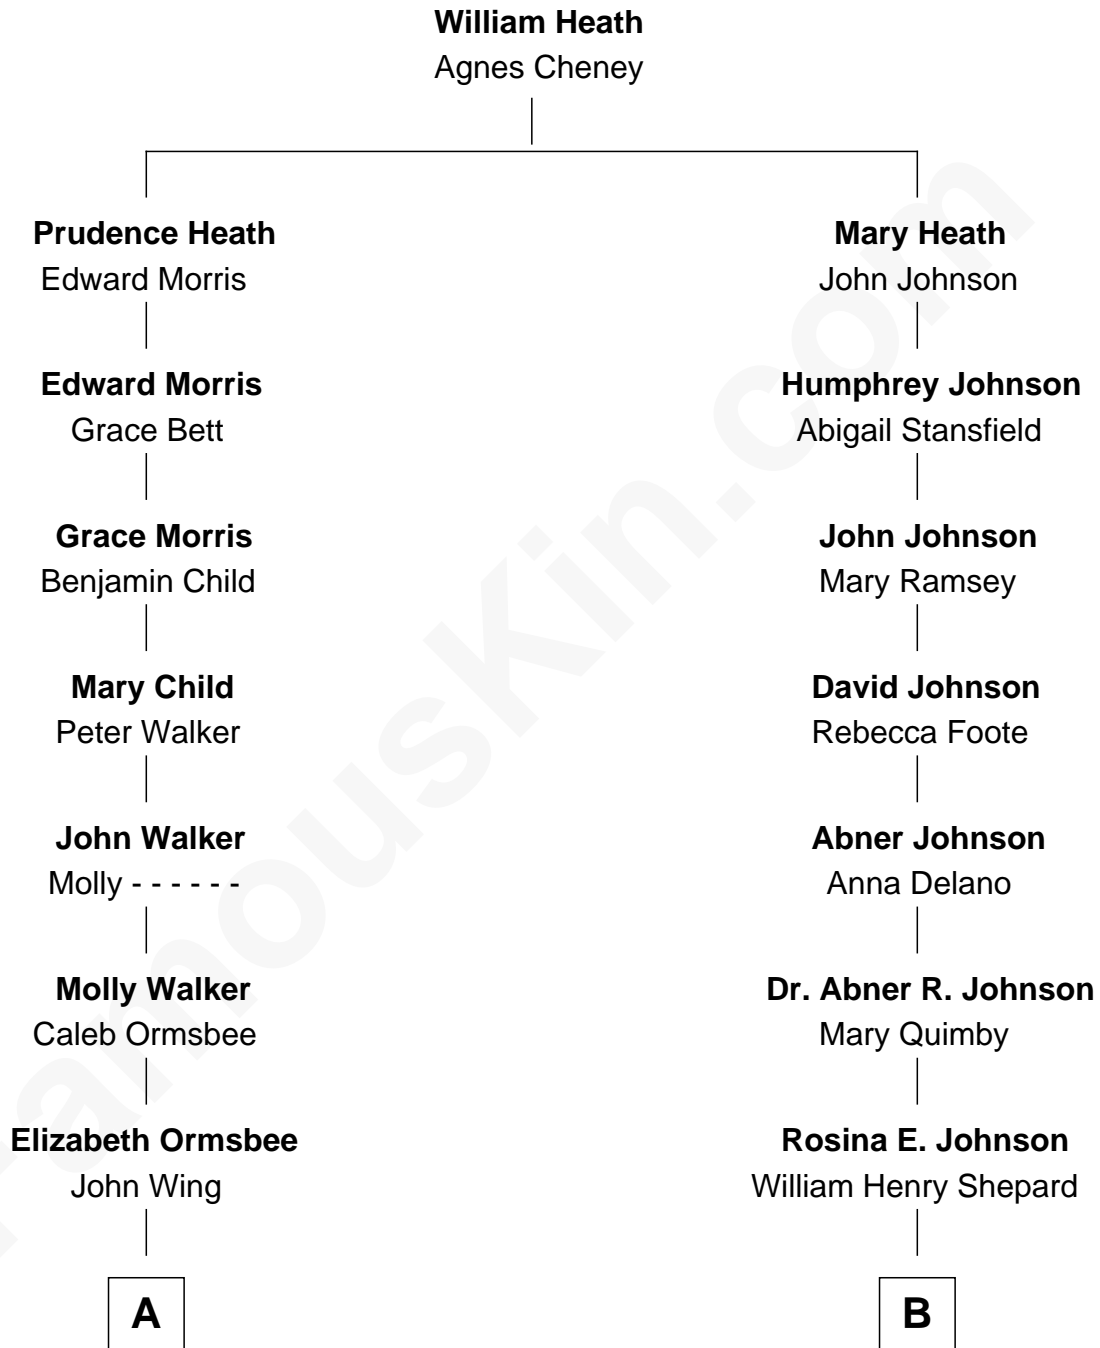 William Heath
Agnes Cheney
Prudence Heath
Edward Morris
Mary Heath
John Johnson
Edward Morris
Grace Bett
Humphrey Johnson
Abigail Stansfield
Grace Morris
Benjamin Child
John Johnson
Mary Ramsey
Mary Child
Peter Walker
David Johnson
Rebecca Foote
John Walker
Molly - - - - - -
Abner Johnson
Anna Delano
Molly Walker
Caleb Ormsbee
Dr. Abner R. Johnson
Mary Quimby
Elizabeth Ormsbee
John Wing
Rosina E. Johnson
William Henry Shepard
A
B
FamousKin.com